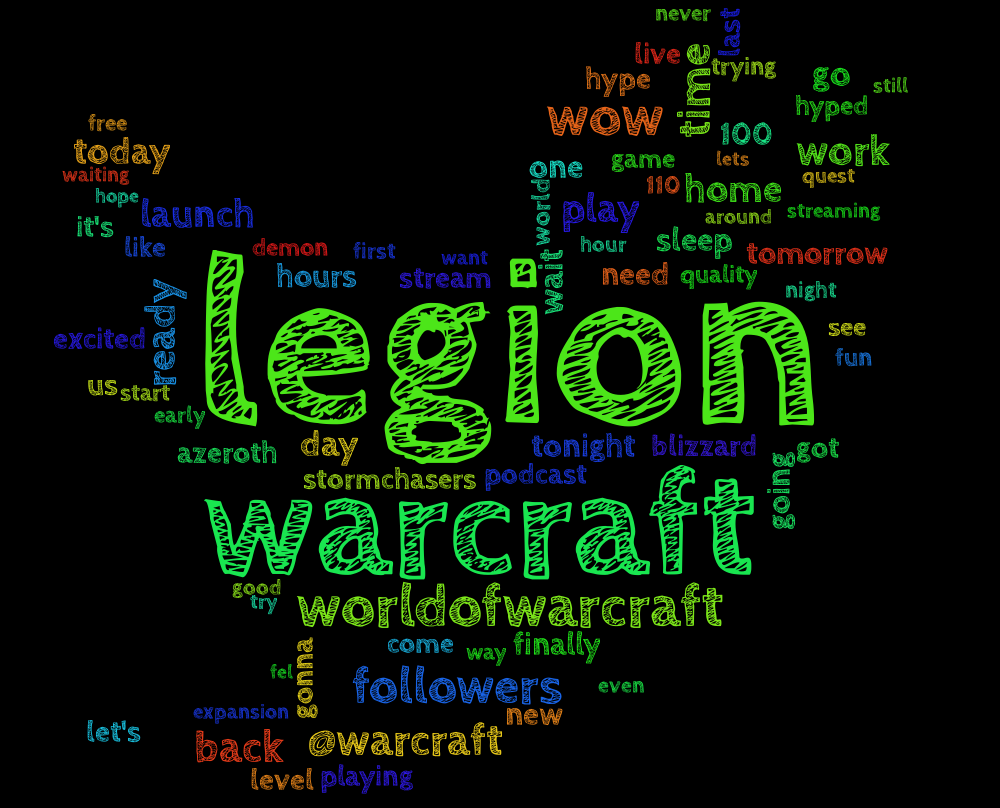 never
last
live
time
trying
hype
go
still
hyped
wow
100
free
today
waiting
work
one
game
lets
quest
hope
launch
110
home
world
play
around
streaming
it's
like
demon
first
hour
sleep
tomorrow
want
hours
stream
wait
need
quality
night
ready
legion
excited
see
fun
us
start
early
azeroth
day
tonight
blizzard
got
stormchasers
podcast
going
warcraft
good
try
worldofwarcraft
come
way
finally
gonna
fel
followers
even
expansion
new
let's
back
@warcraft
level
playing